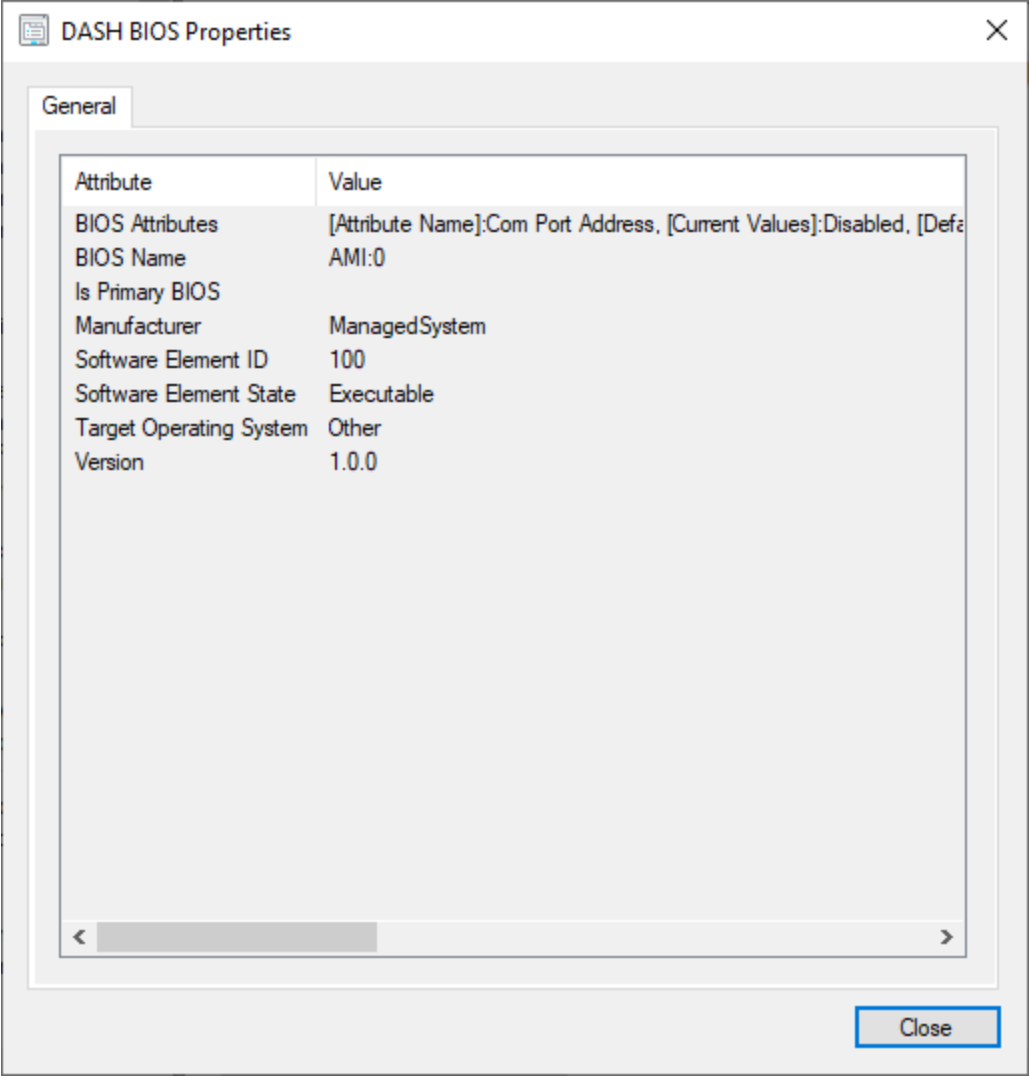 DASH BIOS Properties
General
Attribute Value
BIOS Attributes [Attribute Name]:Com Port Address, [Current Values]:Disabled, [Defa
BIOS Name AMI:0
Is Primary BIOS
Manufacturer ManagedSystem
Software Element ID 100
Software Element State Executable
Target Operating System Other
Version 1.0.0
Close